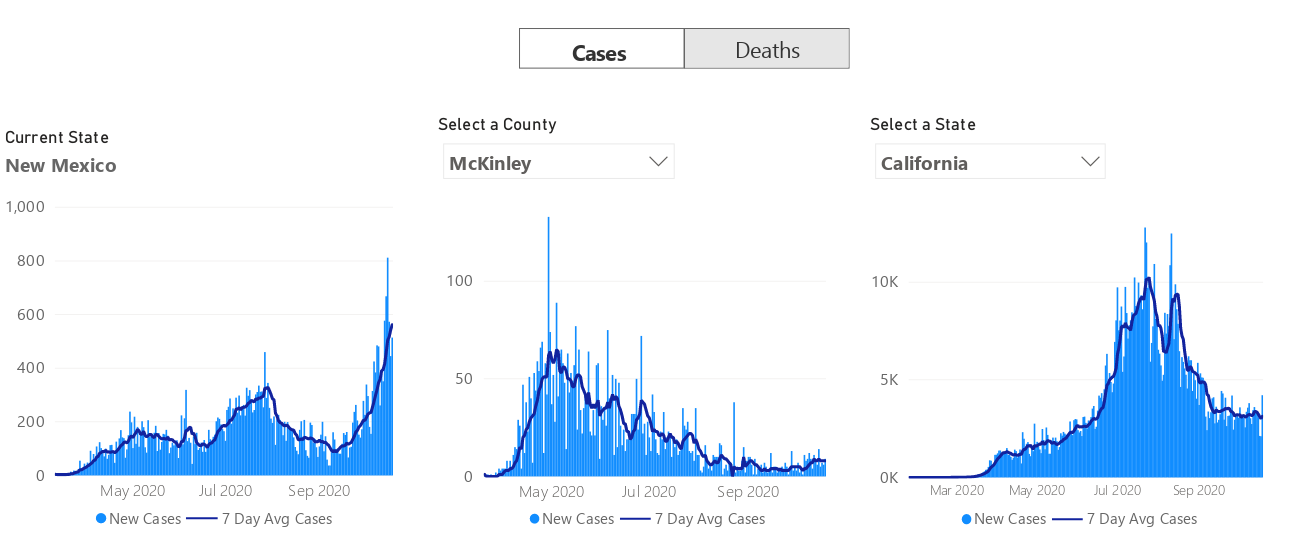 Cases
Deaths
Current State
New Mexico
1,000
800
600
400
200
0
May 2020 Jul 2020 Sep 2020
New Cases 7 Day Avg Cases
Select a County
McKinley
100
50
0
May 2020 Jul 2020 Sep 2020
New Cases 7 Day Avg Cases
Select a State
California
10K
5K
0K
Mar 2020 May 2020 Jul 2020 Sep 2020
New Cases 7 Day Avg Cases